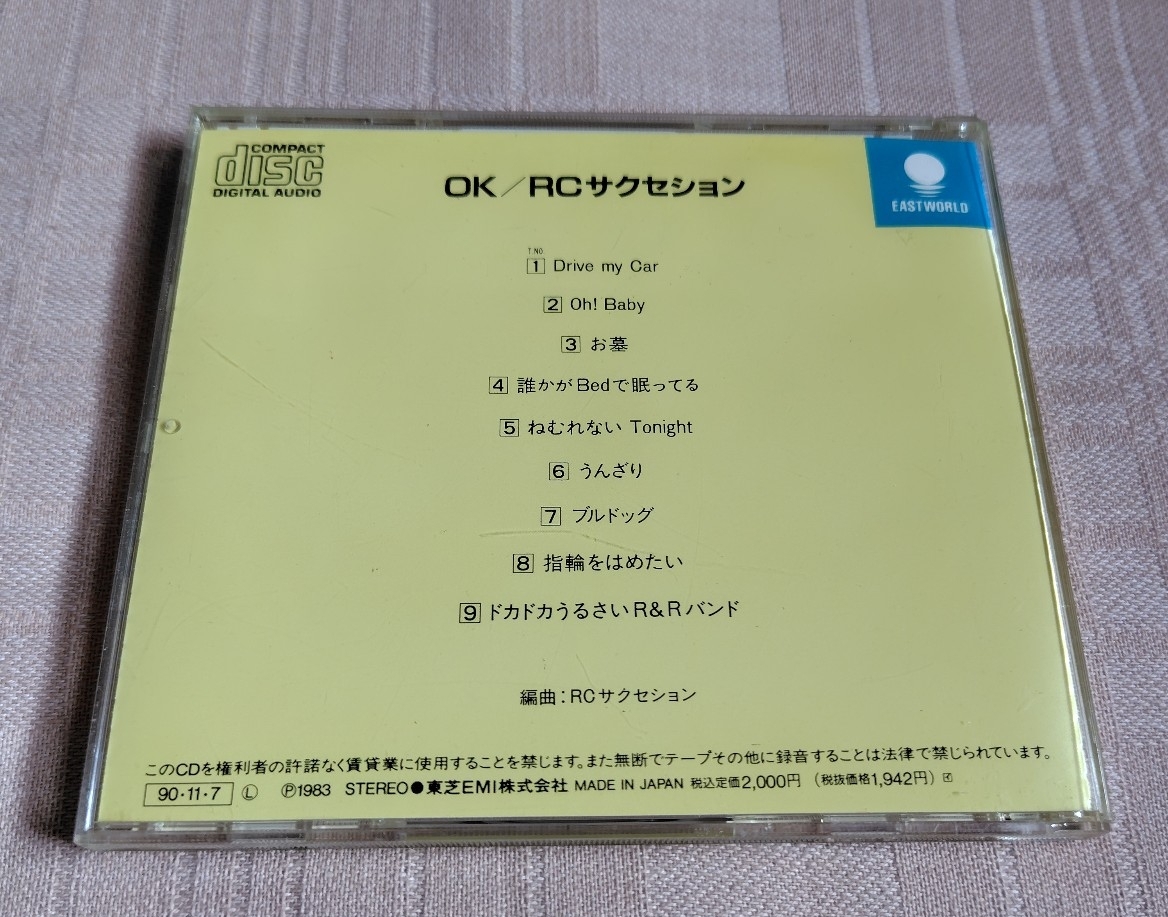 COMPACT
disc
DIGITAL AUDIO
OK／RCサクセション
EASTWORLD
T.NO.
1 Drive my Car
2 Oh! Baby
3 お墓
4 誰かがBedで眠ってる
5 ねむれない Tonight
6 うんざり
7 ブルドッグ
8 指輪をはめたい
9 ドカドカうるさいR&Rバンド
編曲：RCサクセション
このCDを権利者の許諾なく賃貸業に使用することを禁じます。また無断でテープその他に録音することは法律で禁じられています。
90・11・7 Ⓛ Ⓟ1983 STEREO●東芝EMI株式会社 MADE IN JAPAN 税込定価2,000円 （税抜価格1,942円）